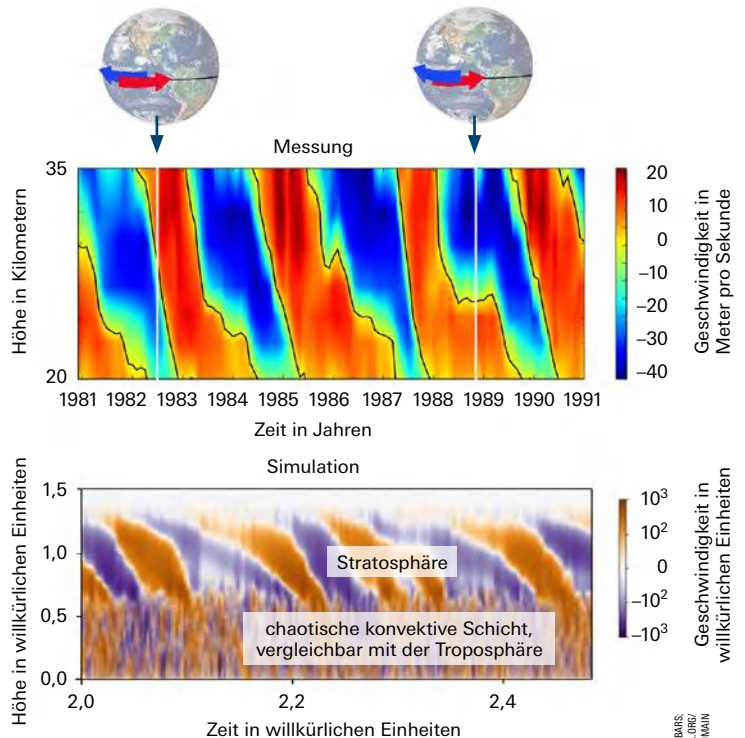 Messung
Höhe in Kilometern
35
20
1981 1982 1983 1984 1985 1986 1987 1988 1989 1990 1991
Zeit in Jahren
20
10
0
–10
–20
–30
–40
Geschwindigkeit in
Meter pro Sekunde
Simulation
Höhe in willkürlichen Einheiten
1,5
1,0
0,5
0,0
Stratosphäre
chaotische konvektive Schicht,
vergleichbar mit der Troposphäre
2,0 2,2 2,4
Zeit in willkürlichen Einheiten
10³
10²
0
–10²
–10³
Geschwindigkeit in
willkürlichen Einheiten
BARS;
.ORG/
MAIN